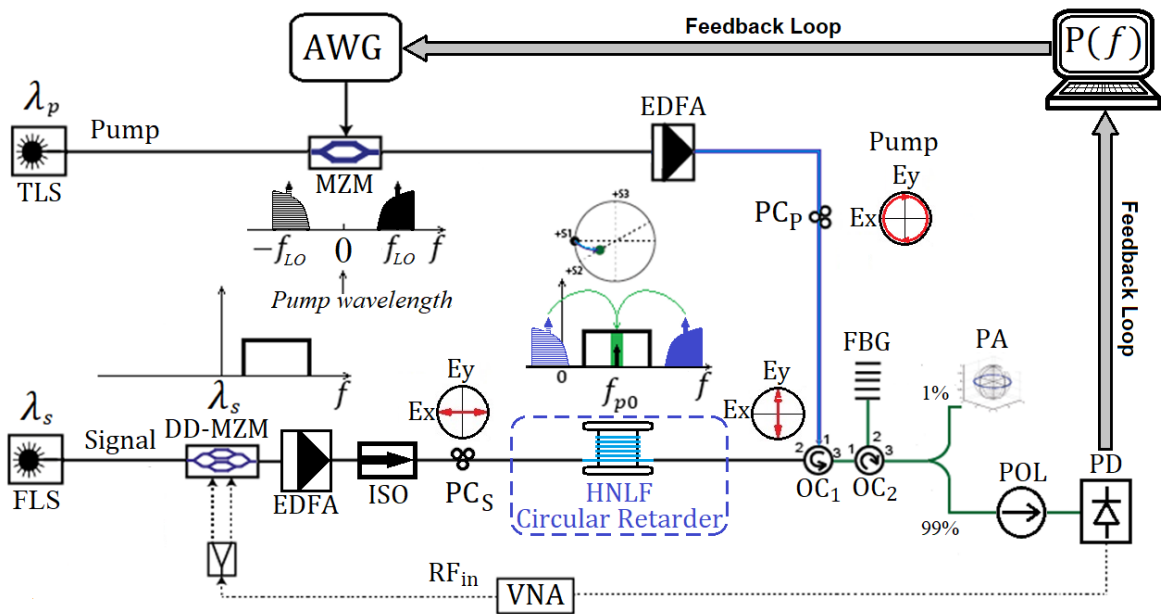 Feedback Loop
AWG
P(f)
λp
Pump
TLS
MZM
EDFA
Pump
Ey
Ex
PCP
Feedback Loop
+S3
+S1
+S2
−fLO
0
fLO
f
Pump wavelength
f
λs
0
fp0
f
FBG
PA
1%
λs
Signal
FLS
DD-MZM
EDFA
ISO
Ey
Ex
PCS
HNLF
Circular Retarder
Ey
Ex
1
2
3
OC1
1
2
3
OC2
99%
POL
PD
RFin
VNA